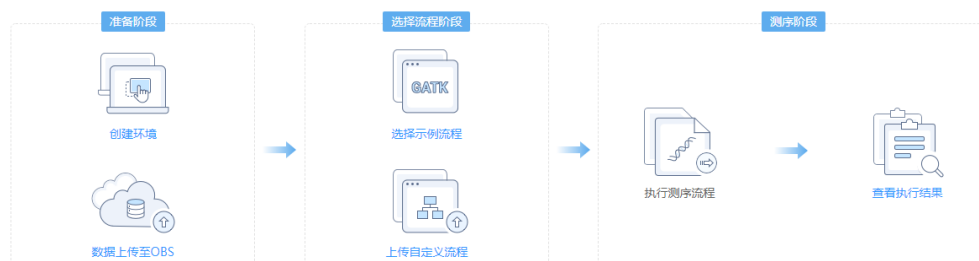 准备阶段
选择流程阶段
测序阶段
创建环境
GATK
选择示例流程
数据上传至OBS
上传自定义流程
执行测序流程
查看执行结果